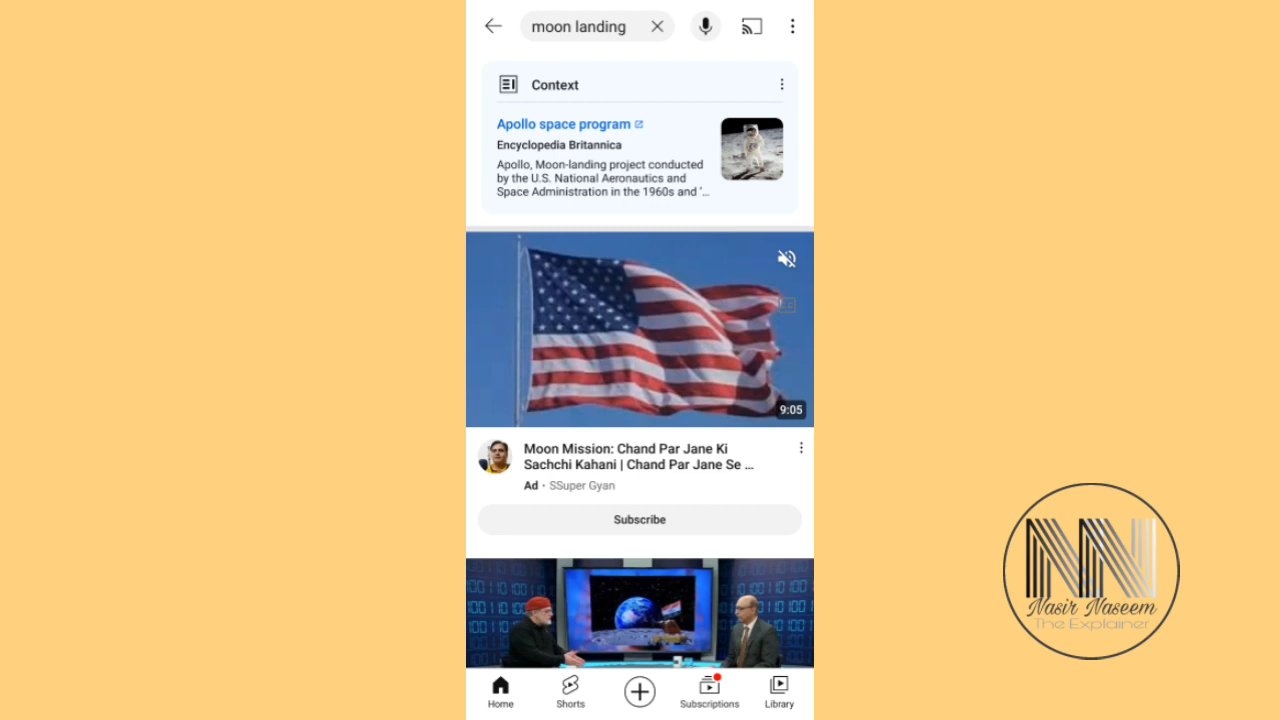 moon landing
Context
Apollo space program
Encyclopedia Britannica
Apollo, Moon-landing project conducted
by the U.S. National Aeronautics and
Space Administration in the 1960s and '...
9:05
Moon Mission: Chand Par Jane Ki
Sachchi Kahani | Chand Par Jane Se ...
Ad · SSuper Gyan
Subscribe
Home
Shorts
Subscriptions
Library
NN
Nasir Naseem
The Explainer